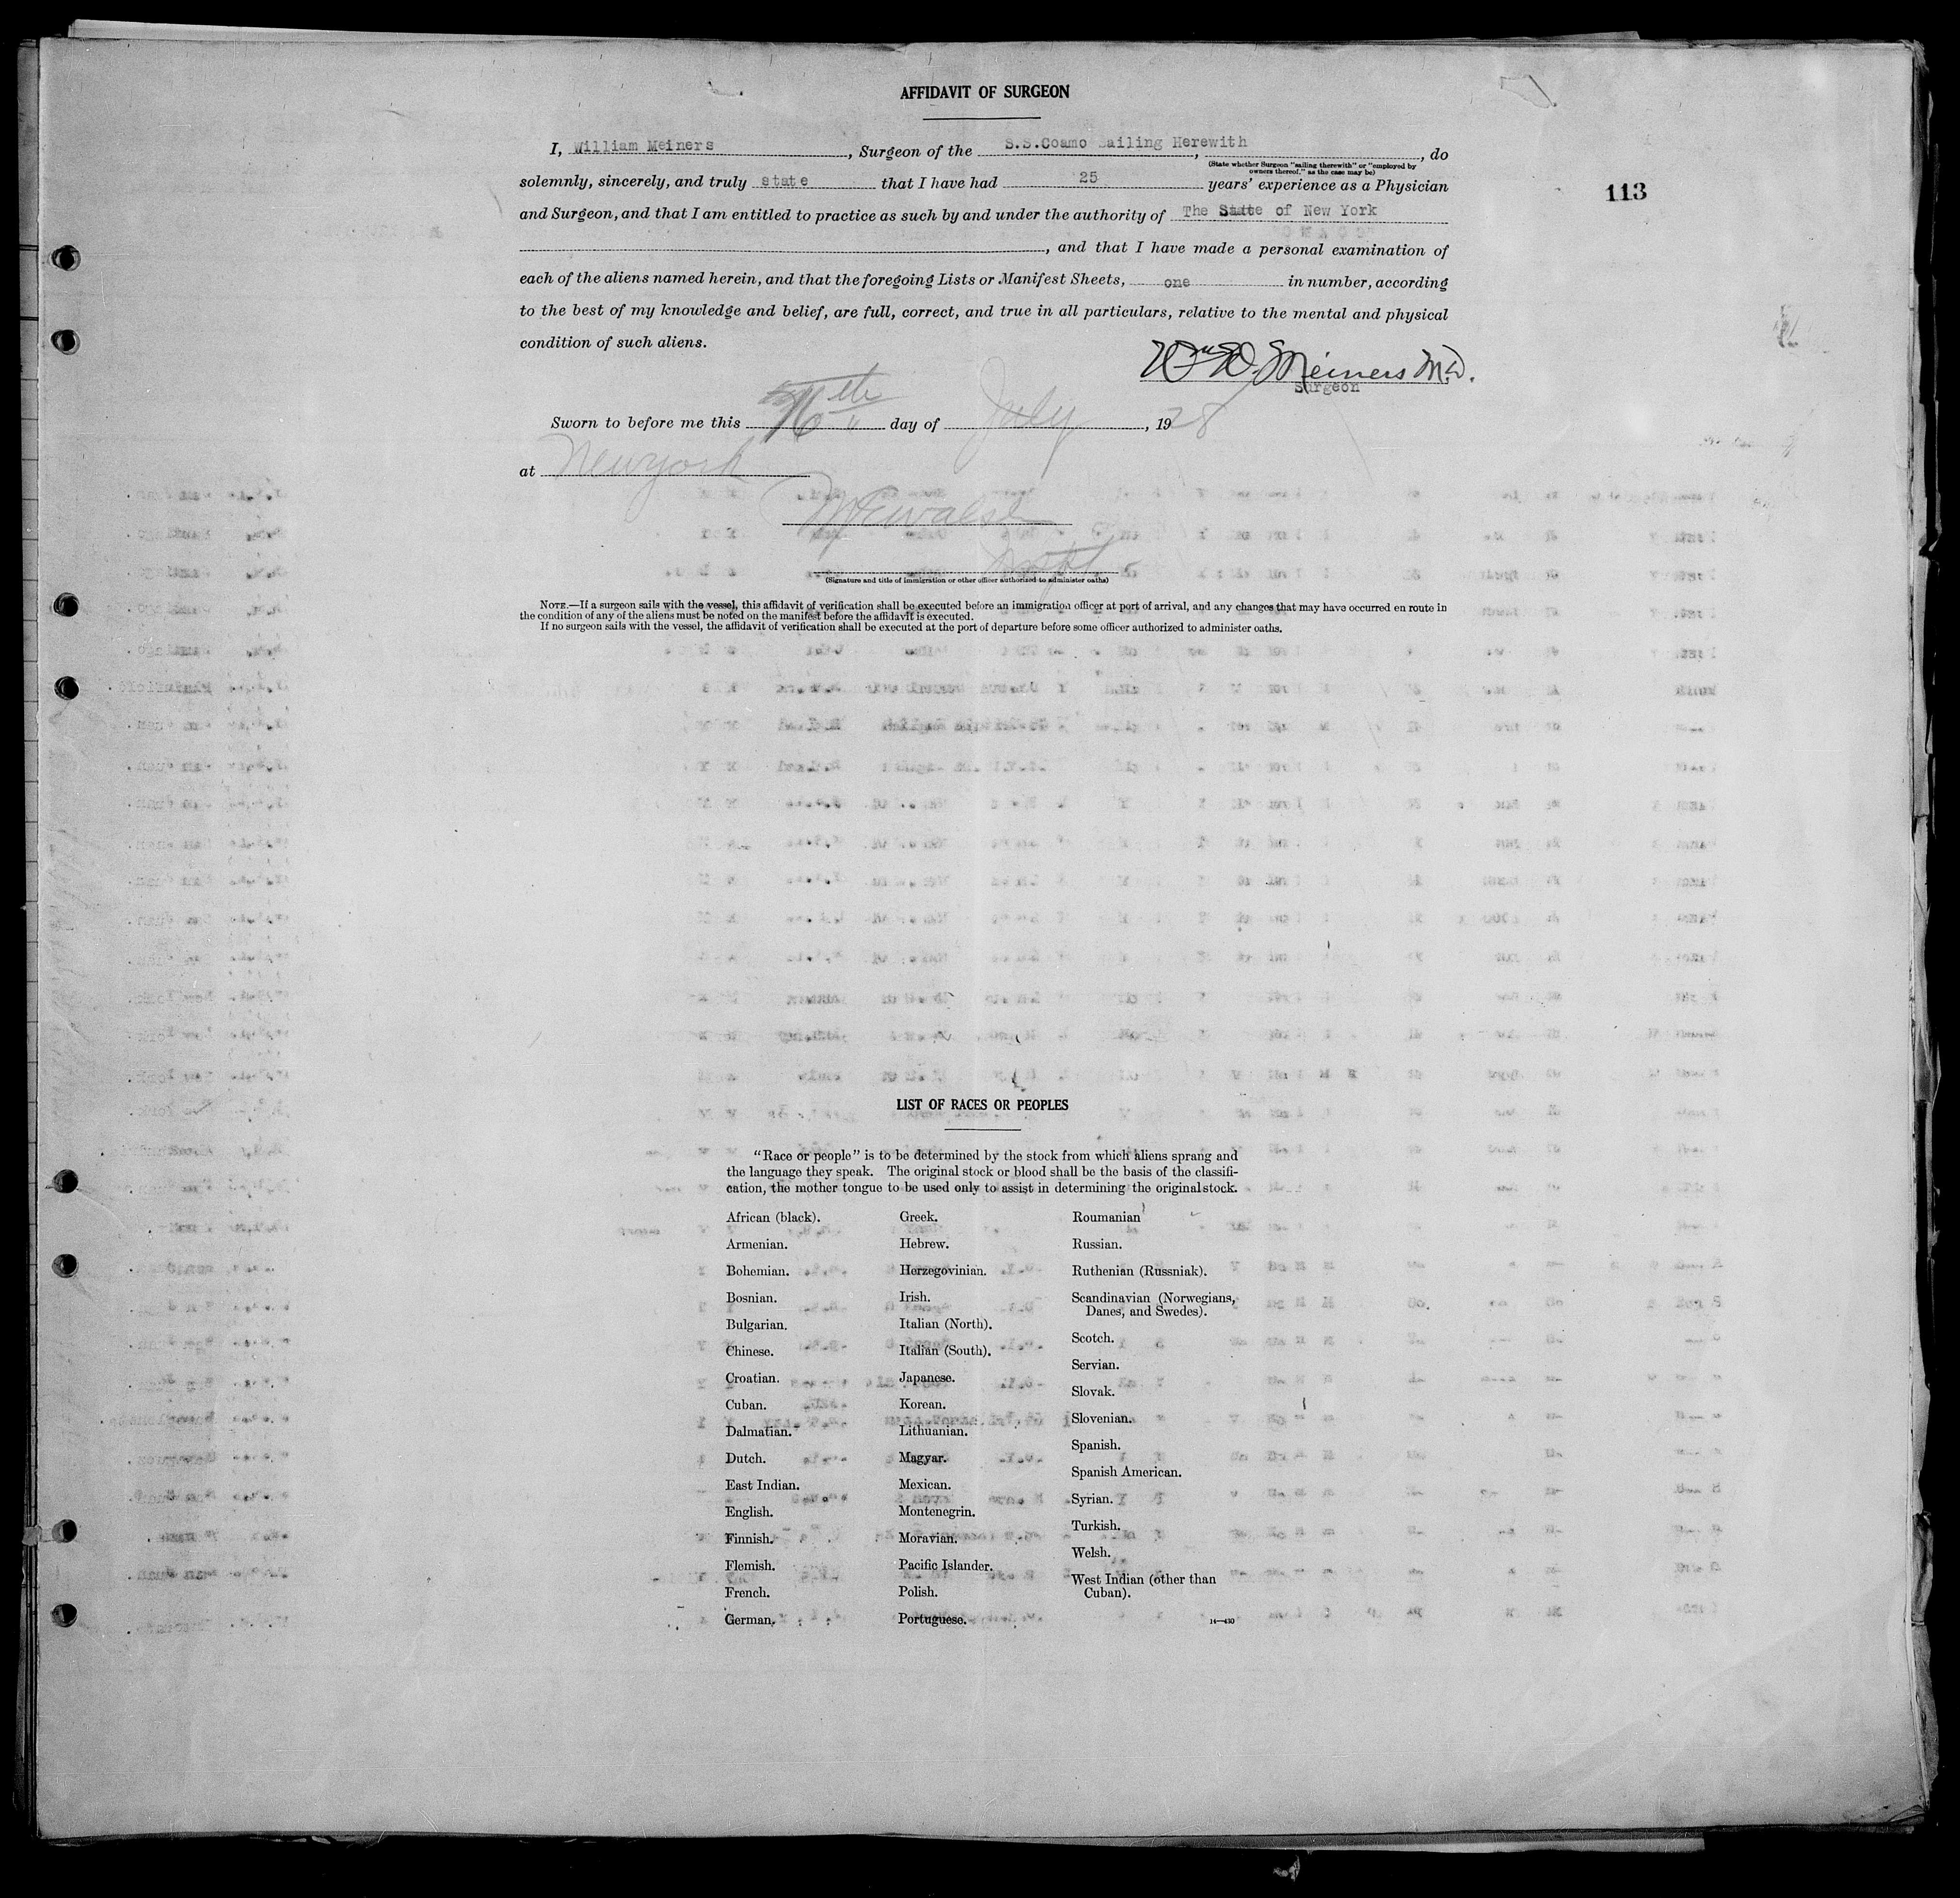 AFFIDAVIT OF SURGEON
I, William Meiners, Surgeon of the S.S.Coamo Sailing Herewith, do
(State whether Surgeon "sailing therewith" or "employed by
owners thereof," as the case may be)
solemnly, sincerely, and truly state that I have had 25 years' experience as a Physician
113
and Surgeon, and that I am entitled to practice as such by and under the authority of The State of New York
, and that I have made a personal examination of
each of the aliens named herein, and that the foregoing Lists or Manifest Sheets, one in number, according
to the best of my knowledge and belief, are full, correct, and true in all particulars, relative to the mental and physical
condition of such aliens.
Wm D. Meiners M.D.
Surgeon
Sworn to before me this 16th day of July, 1928
at New York
(Signature and title of immigration or other officer authorized to administer oaths)
NOTE.—If a surgeon sails with the vessel, this affidavit of verification shall be executed before an immigration officer at port of arrival, and any changes that may have occurred en route in
the condition of any of the aliens must be noted on the manifest before the affidavit is executed.
If no surgeon sails with the vessel, the affidavit of verification shall be executed at the port of departure before some officer authorized to administer oaths.
LIST OF RACES OR PEOPLES
"Race or people" is to be determined by the stock from which aliens sprang and
the language they speak. The original stock or blood shall be the basis of the classifi-
cation, the mother tongue to be used only to assist in determining the original stock.
African (black).
Armenian.
Bohemian.
Bosnian.
Bulgarian.
Chinese.
Croatian.
Cuban.
Dalmatian.
Dutch.
East Indian.
English.
Finnish.
Flemish.
French.
German.
Greek.
Hebrew.
Herzegovinian.
Irish.
Italian (North).
Italian (South).
Japanese.
Korean.
Lithuanian.
Magyar.
Mexican.
Montenegrin.
Moravian.
Pacific Islander.
Polish.
Portuguese.
Roumanian
Russian.
Ruthenian (Russniak).
Scandinavian (Norwegians,
Danes, and Swedes).
Scotch.
Servian.
Slovak.
Slovenian.
Spanish.
Spanish American.
Syrian.
Turkish.
Welsh.
West Indian (other than
Cuban).
14—430